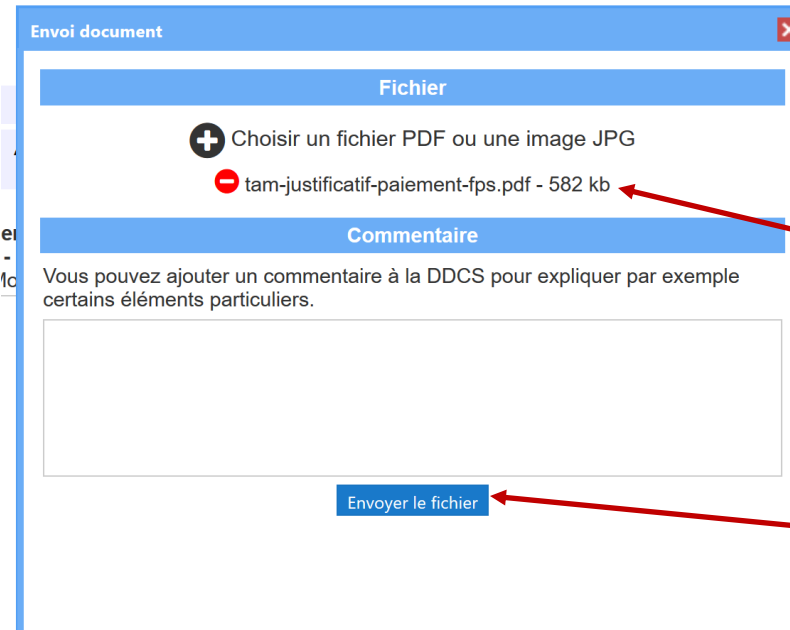 Envoi document
Fichier
Choisir un fichier PDF ou une image JPG
tam-justificatif-paiement-fps.pdf - 582 kb
Commentaire
Vous pouvez ajouter un commentaire à la DDCS pour expliquer par exemple
certains éléments particuliers.
Envoyer le fichier